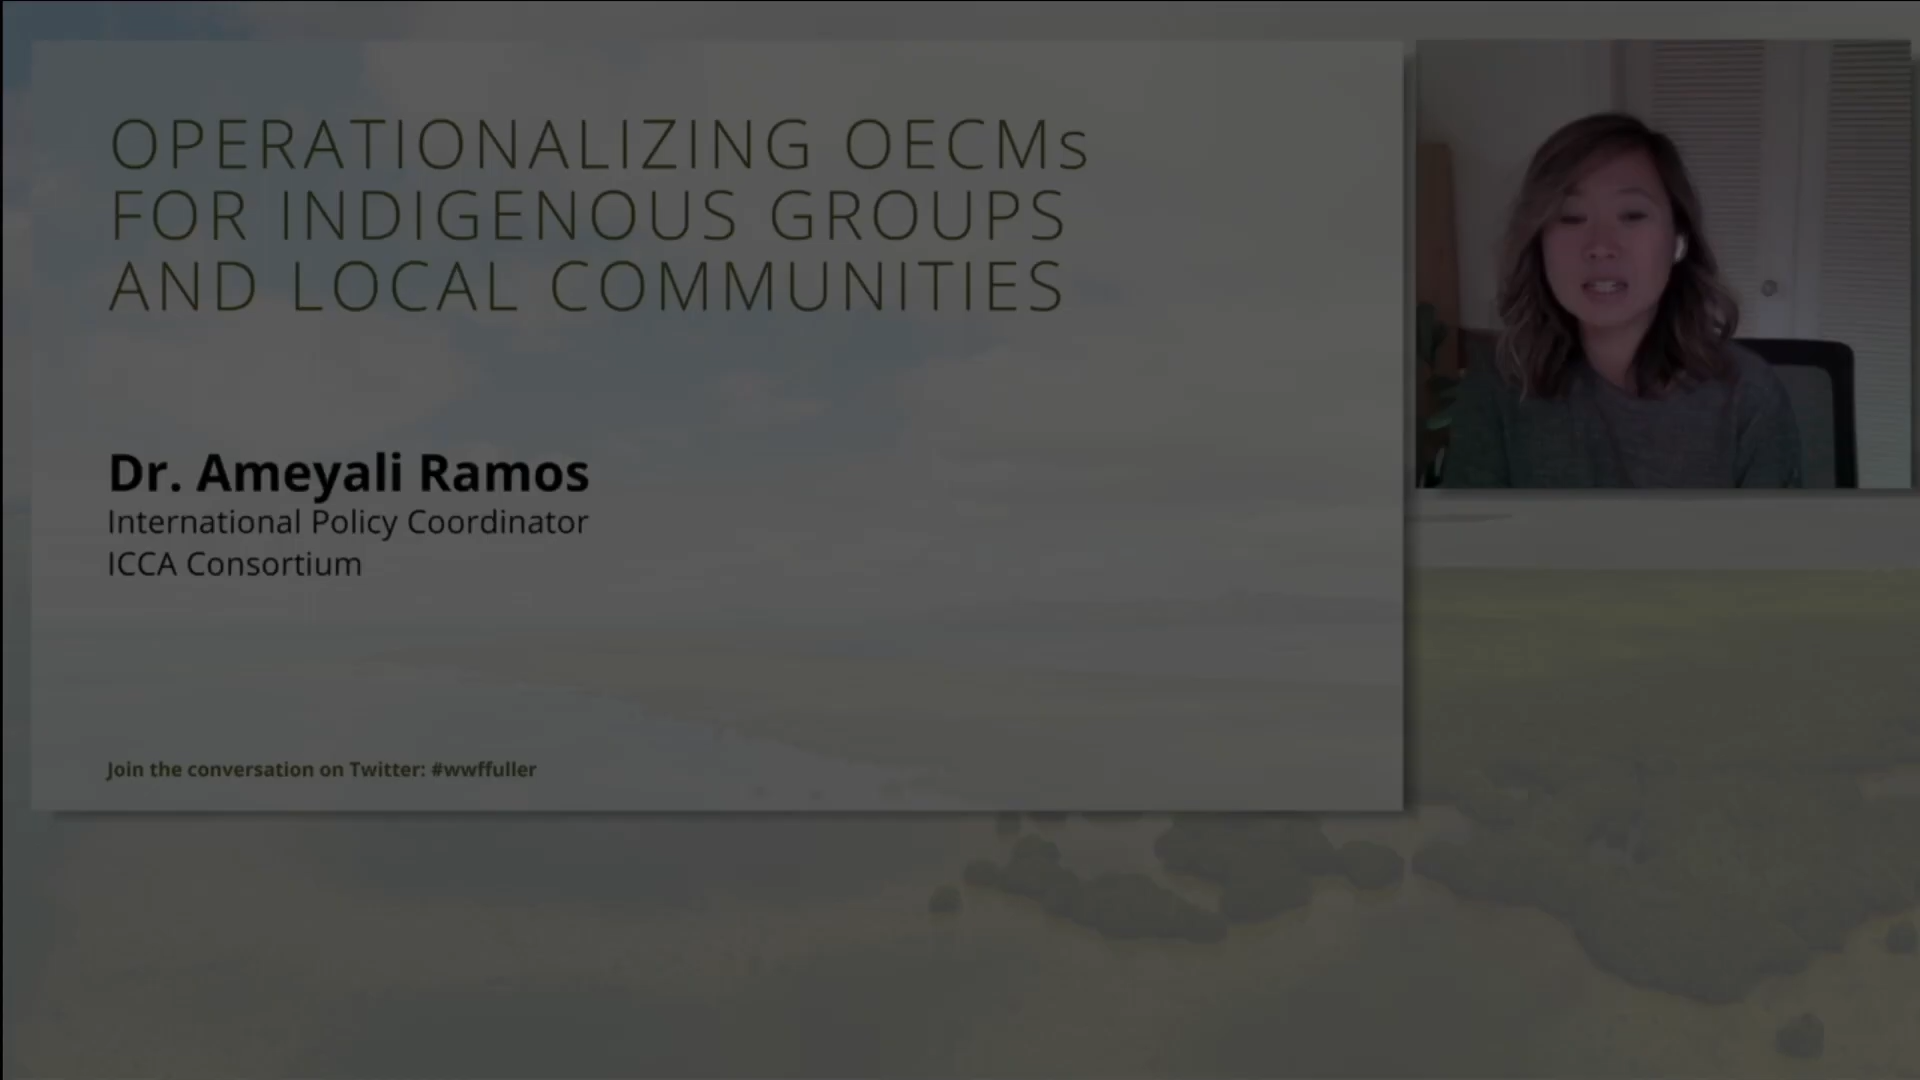 OPERATIONALIZING OECMs
FOR INDIGENOUS GROUPS
AND LOCAL COMMUNITIES
Dr. Ameyali Ramos
International Policy Coordinator
ICCA Consortium
Join the conversation on Twitter: #wwffuller